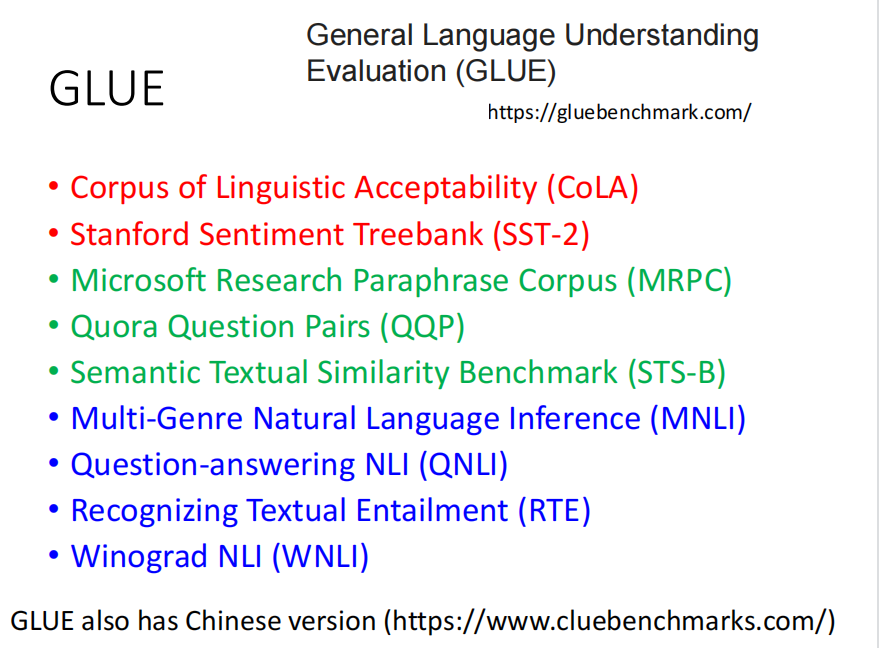 GLUE
General Language Understanding
Evaluation (GLUE)
https://gluebenchmark.com/
• Corpus of Linguistic Acceptability (CoLA)
• Stanford Sentiment Treebank (SST-2)
• Microsoft Research Paraphrase Corpus (MRPC)
• Quora Question Pairs (QQP)
• Semantic Textual Similarity Benchmark (STS-B)
• Multi-Genre Natural Language Inference (MNLI)
• Question-answering NLI (QNLI)
• Recognizing Textual Entailment (RTE)
• Winograd NLI (WNLI)
GLUE also has Chinese version (https://www.cluebenchmarks.com/)